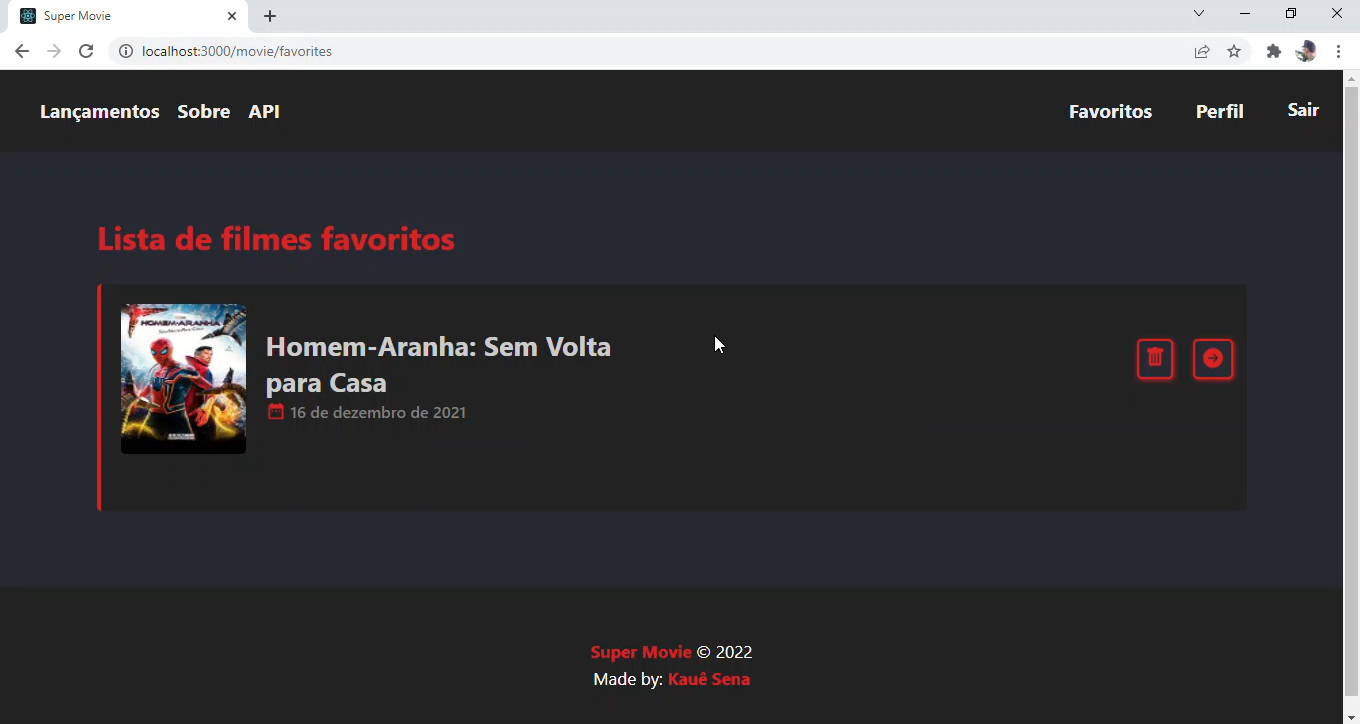 Super Movie
localhost:3000/movie/favorites
Lançamentos Sobre API Favoritos Perfil Sair
Lista de filmes favoritos
HOMEM-ARANHA
Homem-Aranha: Sem Volta
para Casa
16 de dezembro de 2021
Super Movie © 2022
Made by: Kauê Sena